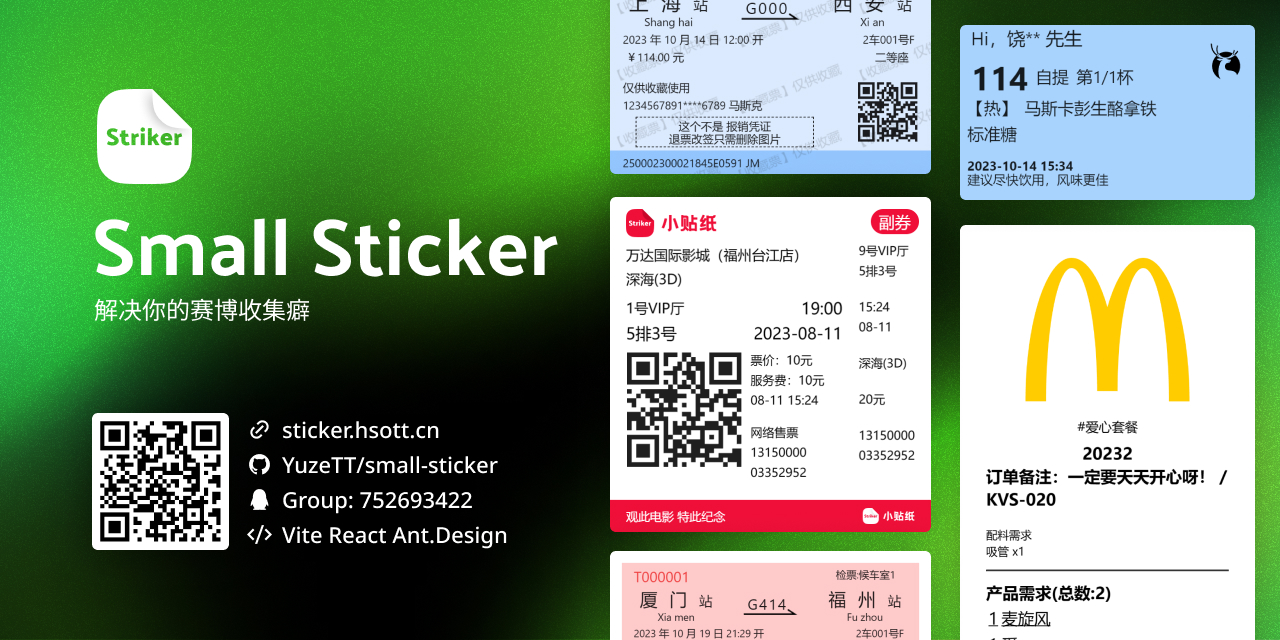 Striker
Small Sticker
解决你的赛博收集癖
sticker.hsott.cn
YuzeTT/small-sticker
Group: 752693422
Vite React Ant.Design
上 海 站
G000
西 安 站
Shang hai
Xi an
2023 年 10 月 14 日 12:00 开
2车001号F
￥114.00 元
二等座
仅供收藏使用
1234567891****6789 马斯克
这个不是 报销凭证
退票改签只需删除图片
250002300021845E0591 JM
【收藏票】仅供收藏
Striker
小贴纸
副券
万达国际影城（福州台江店）
深海(3D)
1号VIP厅
19:00
5排3号
2023-08-11
票价：10元
服务费：10元
08-11 15:24
网络售票
13150000
03352952
9号VIP厅
5排3号
15:24
08-11
深海(3D)
20元
13150000
03352952
观此电影 特此纪念
Striker
小贴纸
T000001
检票:候车室1
厦 门 站
G414
福 州 站
Xia men
Fu zhou
2023 年 10 月 19 日 21:29 开
2车001号F
Hi，饶** 先生
114 自提 第1/1杯
【热】 马斯卡彭生酪拿铁
标准糖
2023-10-14 15:34
建议尽快饮用，风味更佳
#爱心套餐
20232
订单备注：一定要天天开心呀！ /
KVS-020
配料需求
吸管 x1
产品需求(总数:2)
1 麦旋风